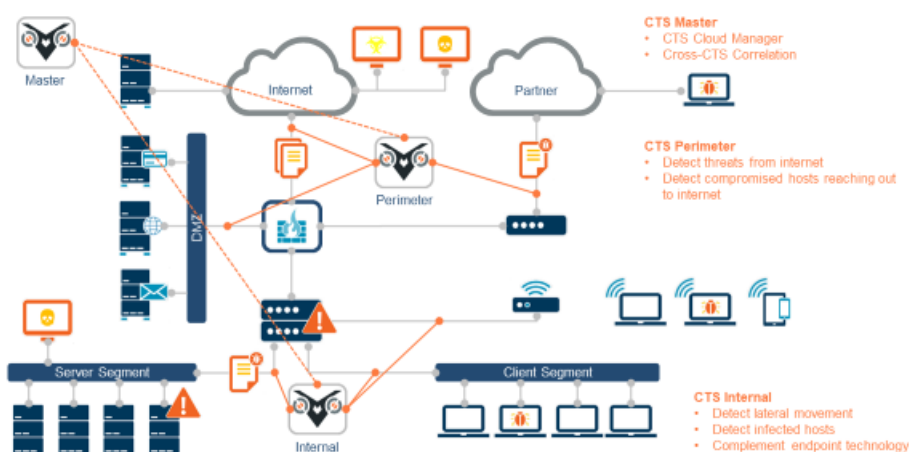 CTS Master
• CTS Cloud Manager
• Cross-CTS Correlation
Master
Internet
Partner
CTS Perimeter
• Detect threats from internet
• Detect compromised hosts reaching out
to internet
Perimeter
DMZ
Server Segment
Client Segment
Internal
CTS Internal
• Detect lateral movement
• Detect infected hosts
• Complement endpoint technology